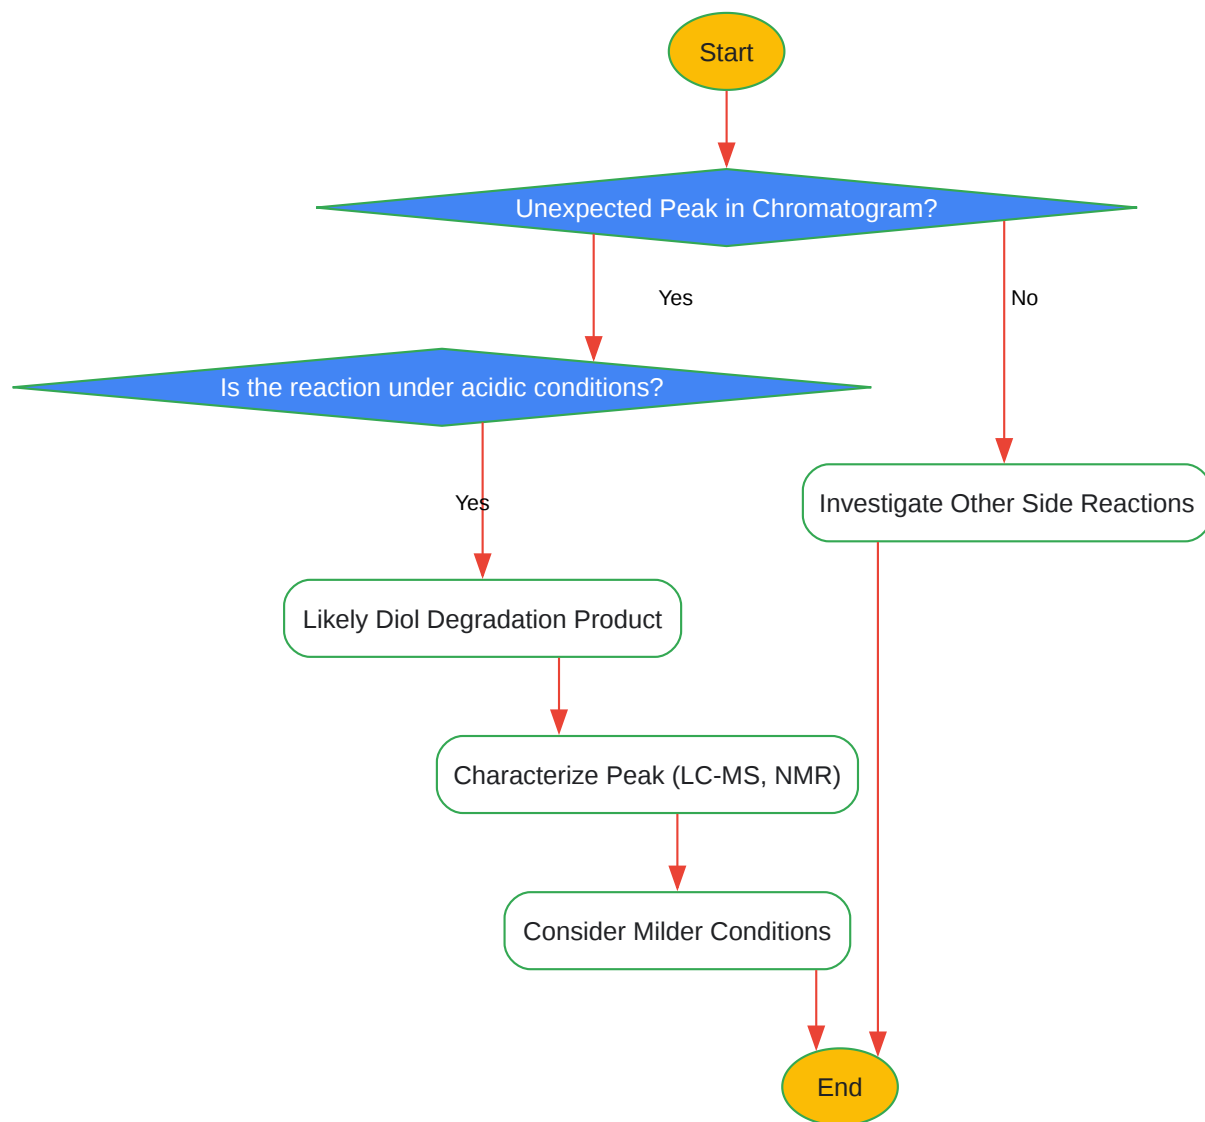 Start
Unexpected Peak in Chromatogram?
Yes
No
Is the reaction under acidic conditions?
Yes
Investigate Other Side Reactions
Likely Diol Degradation Product
Characterize Peak (LC-MS, NMR)
Consider Milder Conditions
End